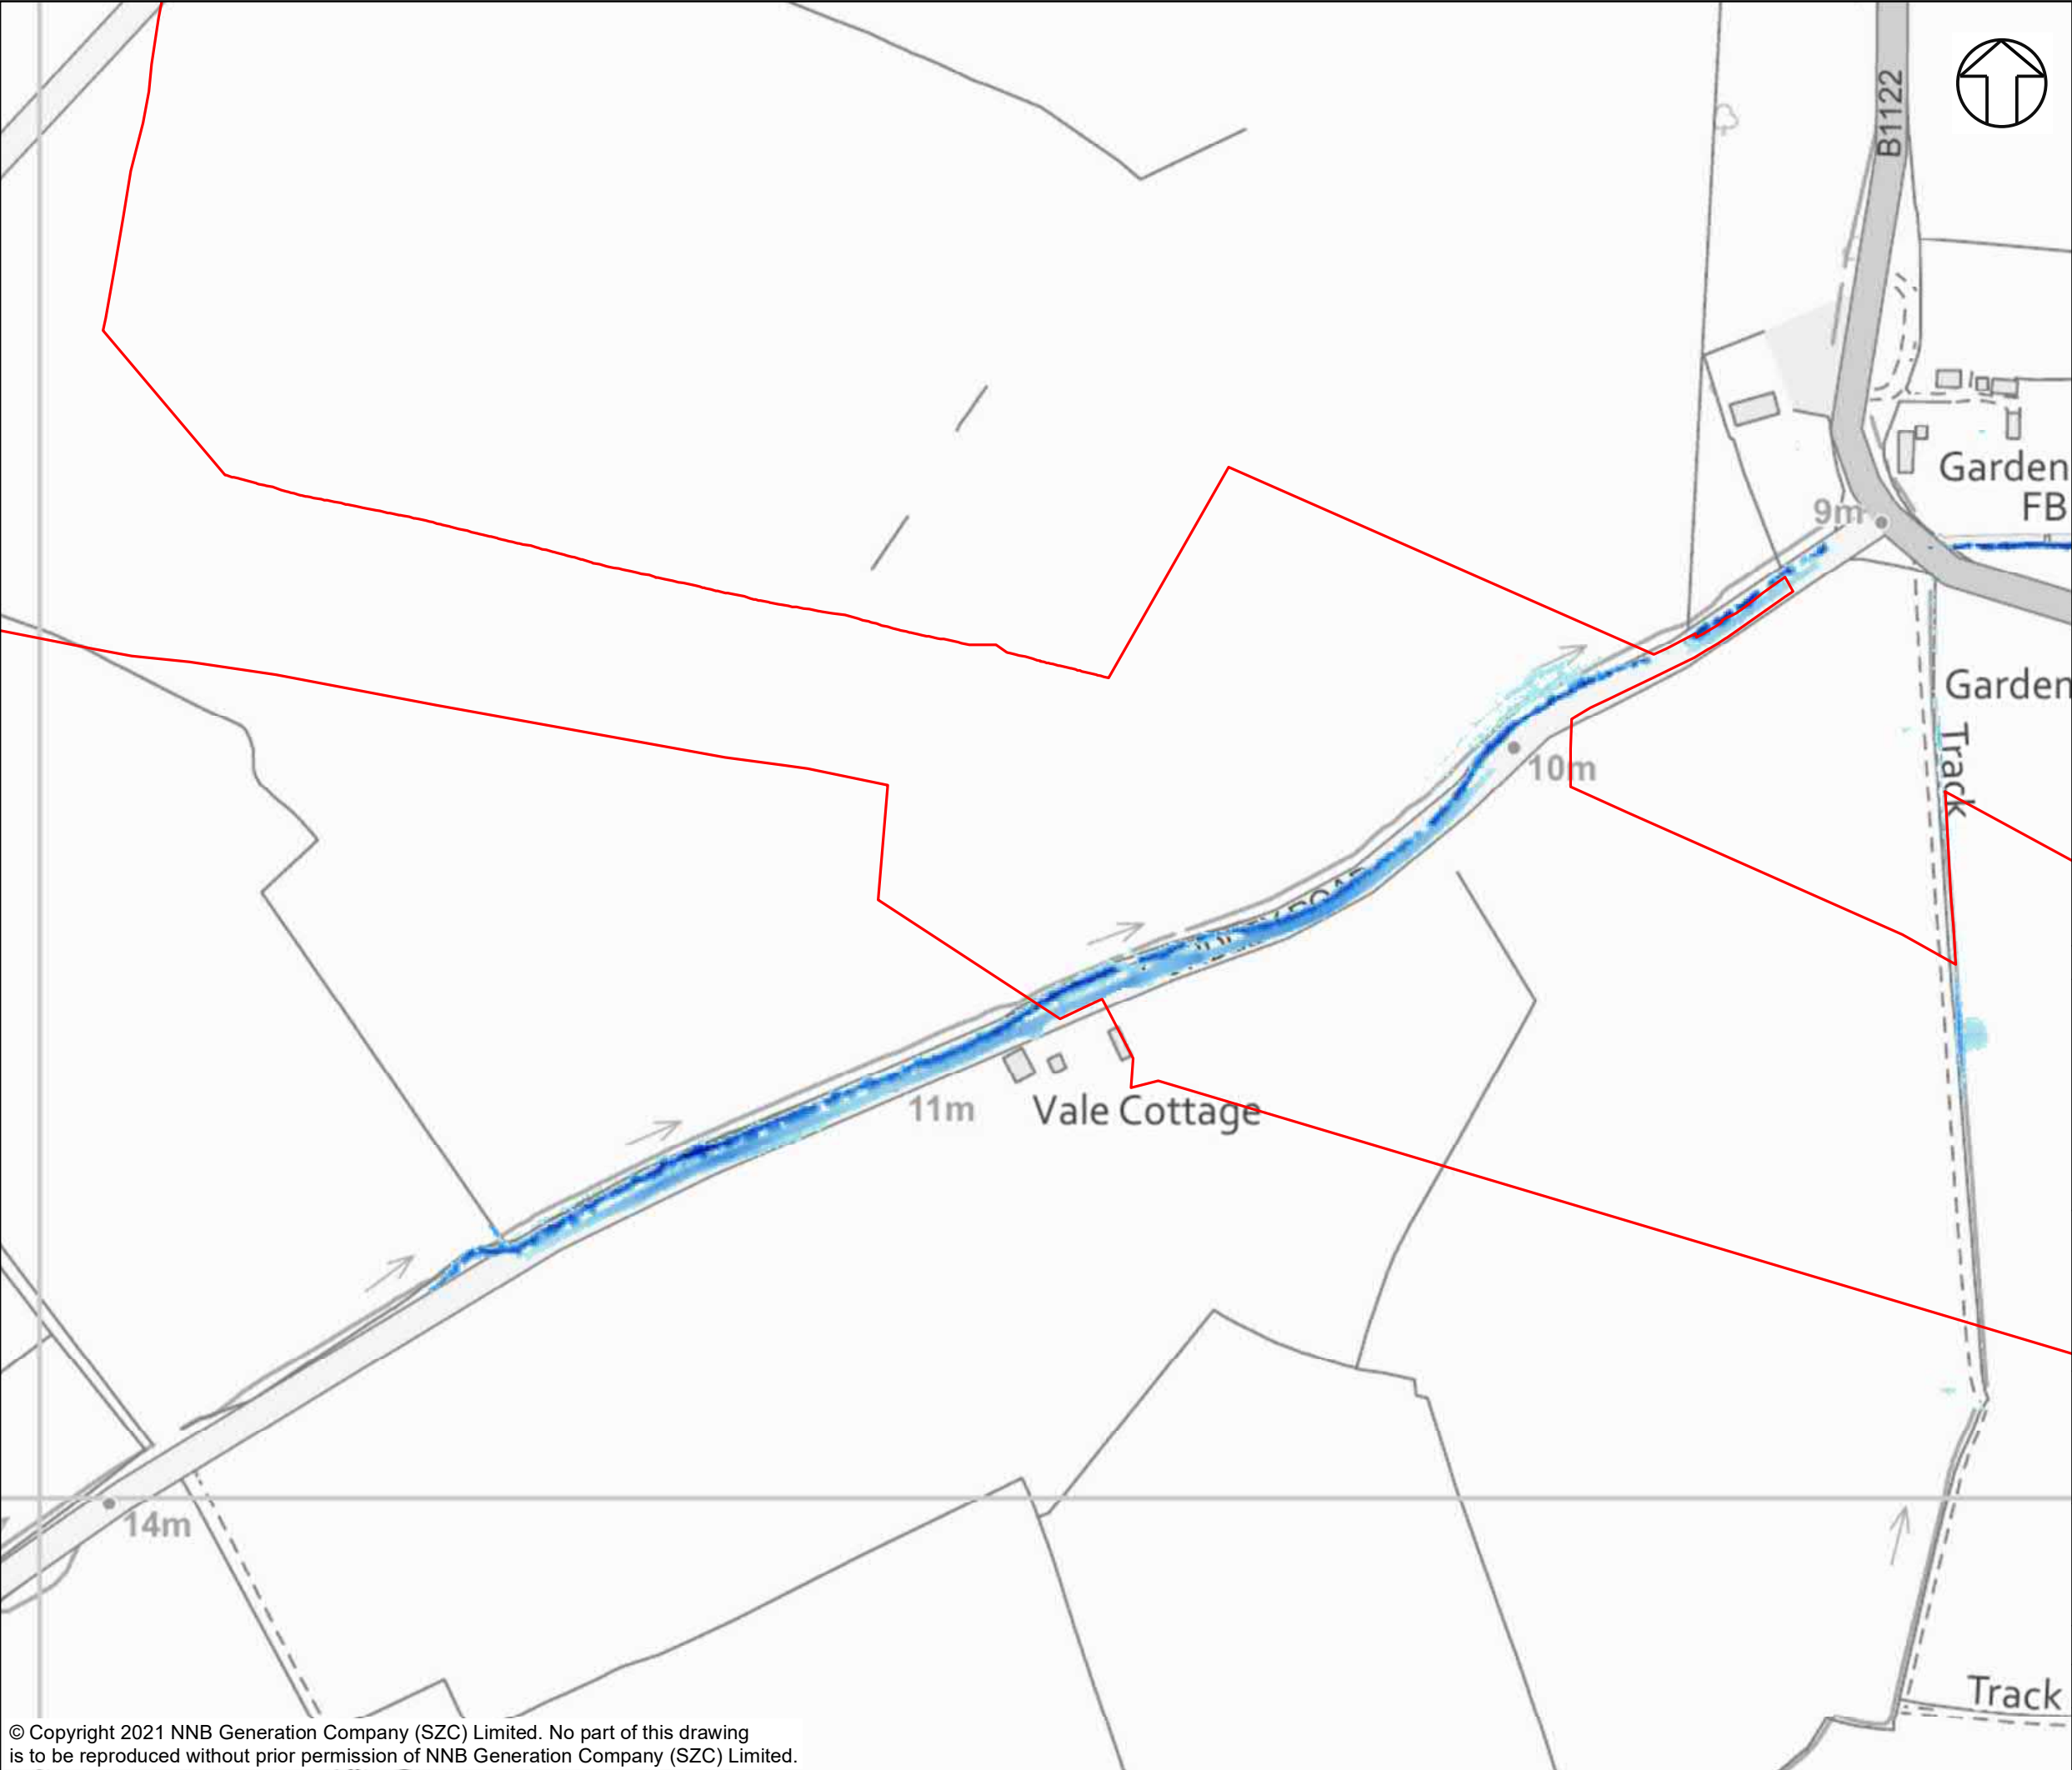 B1122
Garden
FB
9m
Garden
Track
10m
11m
Vale Cottage
14m
Track
© Copyright 2021 NNB Generation Company (SZC) Limited. No part of this drawing
is to be reproduced without prior permission of NNB Generation Company (SZC) Limited.